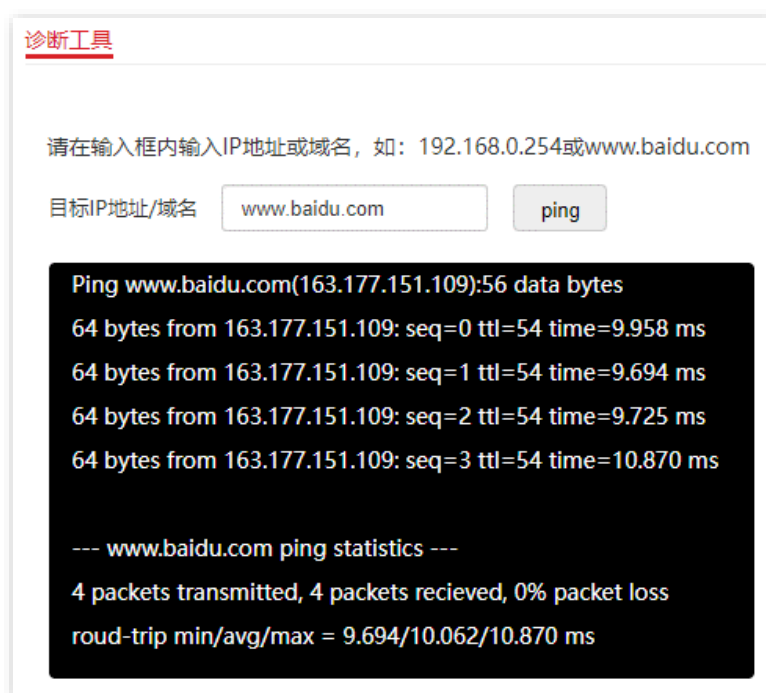 诊断工具
请在输入框内输入IP地址或域名，如：192.168.0.254或www.baidu.com
目标IP地址/域名 www.baidu.com ping
Ping www.baidu.com(163.177.151.109):56 data bytes
64 bytes from 163.177.151.109: seq=0 ttl=54 time=9.958 ms
64 bytes from 163.177.151.109: seq=1 ttl=54 time=9.694 ms
64 bytes from 163.177.151.109: seq=2 ttl=54 time=9.725 ms
64 bytes from 163.177.151.109: seq=3 ttl=54 time=10.870 ms
--- www.baidu.com ping statistics ---
4 packets transmitted, 4 packets recieved, 0% packet loss
roud-trip min/avg/max = 9.694/10.062/10.870 ms